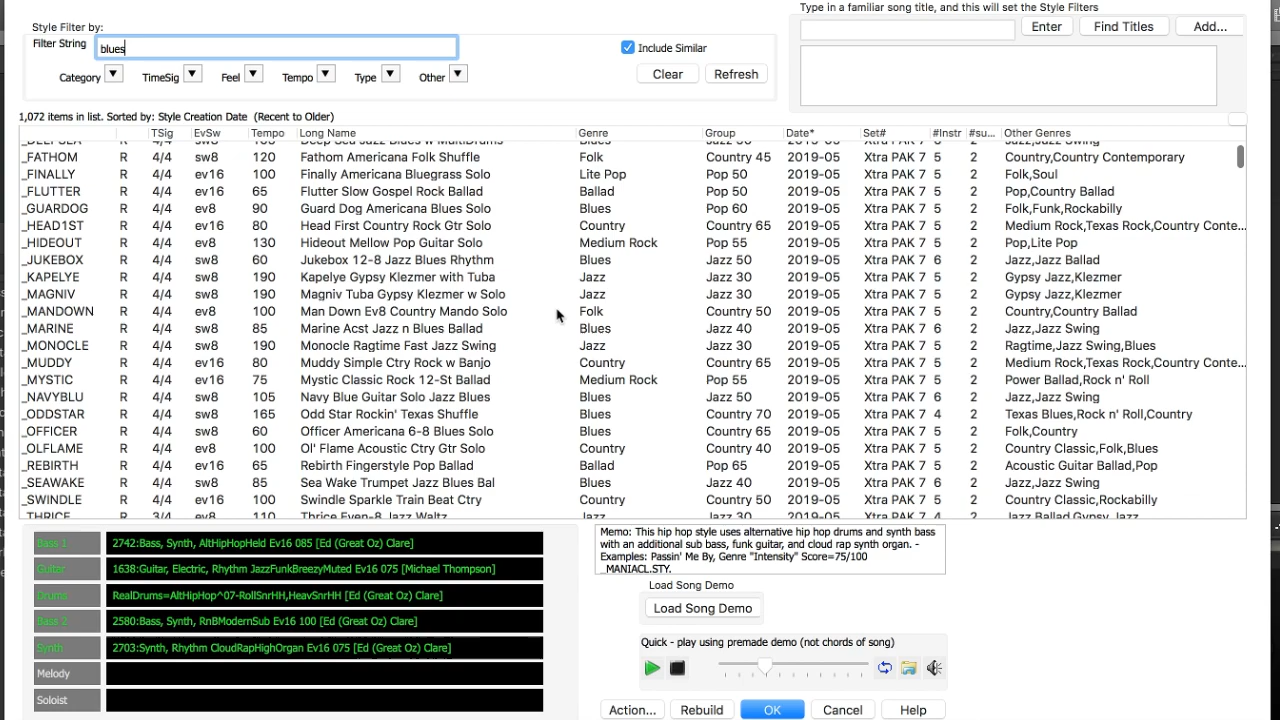 Type in a familiar song title, and this will set the Style Filters
Style Filter by:
Filter String blues
Include Similar
Enter Find Titles Add...
Category TimeSig Feel Tempo Type Other
Clear Refresh
1,072 items in list. Sorted by: Style Creation Date (Recent to Older)
TSig EvSw Tempo Long Name Genre Group Date* Set# #Instr #su... Other Genres
_FATHOM R 4/4 sw8 120 Fathom Americana Folk Shuffle Folk Country 45 2019-05 Xtra PAK 7 5 2 Country,Country Contemporary
_FINALLY R 4/4 ev16 100 Finally Americana Bluegrass Solo Lite Pop Pop 50 2019-05 Xtra PAK 7 5 2 Folk,Soul
_FLUTTER R 4/4 ev16 65 Flutter Slow Gospel Rock Ballad Ballad Pop 50 2019-05 Xtra PAK 7 5 2 Pop,Country Ballad
_GUARDOG R 4/4 ev8 90 Guard Dog Americana Blues Solo Blues Pop 60 2019-05 Xtra PAK 7 5 2 Folk,Funk,Rockabilly
_HEAD1ST R 4/4 ev16 80 Head First Country Rock Gtr Solo Country Country 65 2019-05 Xtra PAK 7 5 2 Medium Rock,Texas Rock,Country Conte...
_HIDEOUT R 4/4 ev8 130 Hideout Mellow Pop Guitar Solo Medium Rock Pop 55 2019-05 Xtra PAK 7 5 2 Pop,Lite Pop
_JUKEBOX R 4/4 sw8 60 Jukebox 12-8 Jazz Blues Rhythm Blues Jazz 50 2019-05 Xtra PAK 7 6 2 Jazz,Jazz Ballad
_KAPELYE R 4/4 sw8 190 Kapelye Gypsy Klezmer with Tuba Jazz Jazz 30 2019-05 Xtra PAK 7 5 2 Gypsy Jazz,Klezmer
_MAGNIV R 4/4 sw8 190 Magniv Tuba Gypsy Klezmer w Solo Jazz Jazz 30 2019-05 Xtra PAK 7 5 2 Gypsy Jazz,Klezmer
_MANDOWN R 4/4 ev8 100 Man Down Ev8 Country Mando Solo Folk Country 50 2019-05 Xtra PAK 7 5 2 Country,Country Ballad
_MARINE R 4/4 sw8 85 Marine Acst Jazz n Blues Ballad Blues Jazz 40 2019-05 Xtra PAK 7 6 2 Jazz,Jazz Swing
_MONOCLE R 4/4 sw8 190 Monocle Ragtime Fast Jazz Swing Jazz Jazz 30 2019-05 Xtra PAK 7 5 2 Ragtime,Jazz Swing,Blues
_MUDDY R 4/4 ev16 80 Muddy Simple Ctry Rock w Banjo Country Country 65 2019-05 Xtra PAK 7 5 2 Medium Rock,Texas Rock,Country Conte...
_MYSTIC R 4/4 ev16 75 Mystic Classic Rock 12-St Ballad Medium Rock Pop 55 2019-05 Xtra PAK 7 5 2 Power Ballad,Rock n' Roll
_NAVYBLU R 4/4 sw8 105 Navy Blue Guitar Solo Jazz Blues Blues Jazz 50 2019-05 Xtra PAK 7 6 2 Jazz,Jazz Swing
_ODDSTAR R 4/4 sw8 165 Odd Star Rockin' Texas Shuffle Blues Country 70 2019-05 Xtra PAK 7 4 2 Texas Blues,Rock n' Roll,Country
_OFFICER R 4/4 sw8 60 Officer Americana 6-8 Blues Solo Blues Country 65 2019-05 Xtra PAK 7 5 2 Folk,Country
_OLFLAME R 4/4 ev8 100 Ol' Flame Acoustic Ctry Gtr Solo Country Country 40 2019-05 Xtra PAK 7 5 2 Country Classic,Folk,Blues
_REBIRTH R 4/4 ev16 65 Rebirth Fingerstyle Pop Ballad Ballad Pop 65 2019-05 Xtra PAK 7 5 2 Acoustic Guitar Ballad,Pop
_SEAWAKE R 4/4 sw8 85 Sea Wake Trumpet Jazz Blues Bal Blues Jazz 40 2019-05 Xtra PAK 7 6 2 Jazz,Jazz Swing
_SWINDLE R 4/4 ev16 100 Swindle Sparkle Train Beat Ctry Country Country 50 2019-05 Xtra PAK 7 5 2 Country Classic,Rockabilly
_THRICE R 3/4 ev8 110 Thrice Even-8 Jazz Waltz Jazz Jazz 30 2019-05 Xtra PAK 7 4 2 Jazz Ballad,Jazz Swing
Bass 1 2742:Bass, Synth, AltHipHopHeld Ev16 085 [Ed (Great Oz) Clare]
Guitar 1638:Guitar, Electric, Rhythm JazzFunkBreezyMuted Ev16 075 [Michael Thompson]
Drums RealDrums=AltHipHop^07-RollSnrHH,HeavSnrHH [Ed (Great Oz) Clare]
Bass 2 2580:Bass, Synth, RnBModernSub Ev16 100 [Ed (Great Oz) Clare]
Synth 2703:Synth, Rhythm CloudRapHighOrgan Ev16 075 [Ed (Great Oz) Clare]
Melody
Soloist
Memo: This hip hop style uses alternative hip hop drums and synth bass
with an additional sub bass, funk guitar, and cloud rap synth organ. -
Examples: Passin' Me By, Genre "Intensity" Score=75/100
_MANIACL.STY.
Load Song Demo
Load Song Demo
Quick - play using premade demo (not chords of song)
Action... Rebuild OK Cancel Help